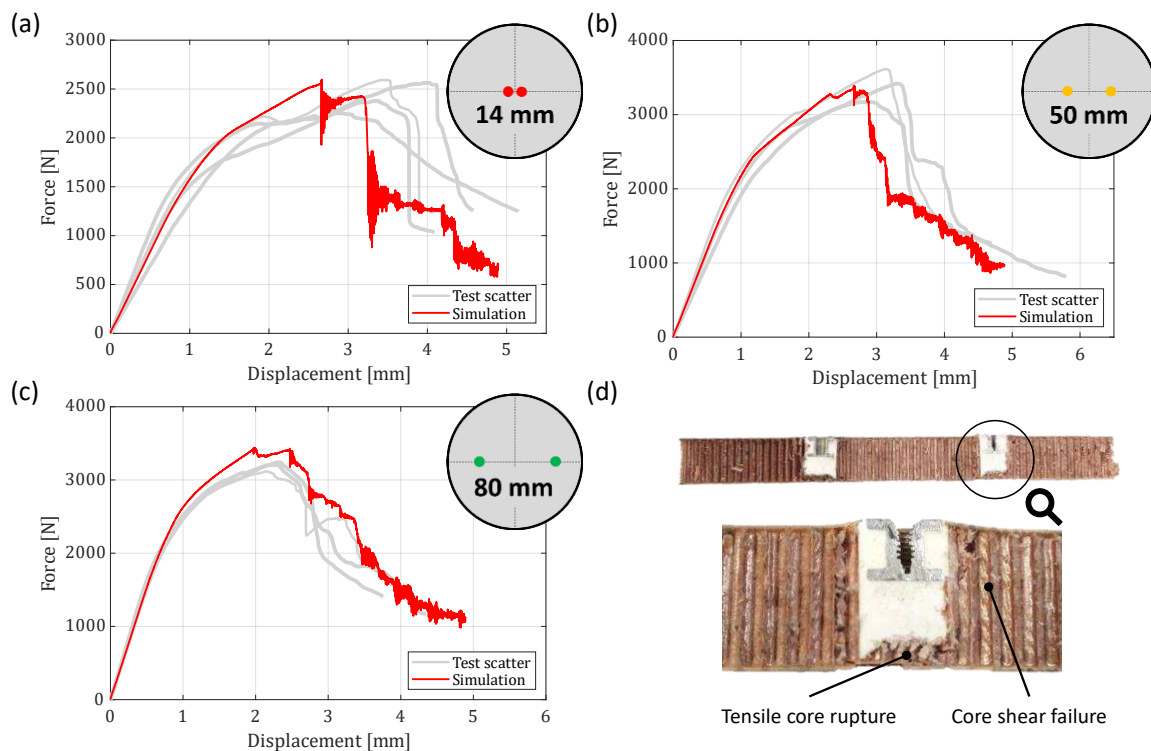 (a)
3000
2500
2000
1500
1000
500
0
Force [N]
0 1 2 3 4 5
Displacement [mm]
14 mm
Test scatter
Simulation
(b)
4000
3000
2000
1000
0
Force [N]
0 1 2 3 4 5 6
Displacement [mm]
50 mm
Test scatter
Simulation
(c)
4000
3000
2000
1000
0
Force [N]
0 1 2 3 4 5 6
Displacement [mm]
80 mm
Test scatter
Simulation
(d)
Tensile core rupture
Core shear failure